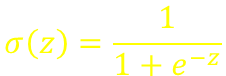 σ(z) = 1 / (1 + e^{-z})